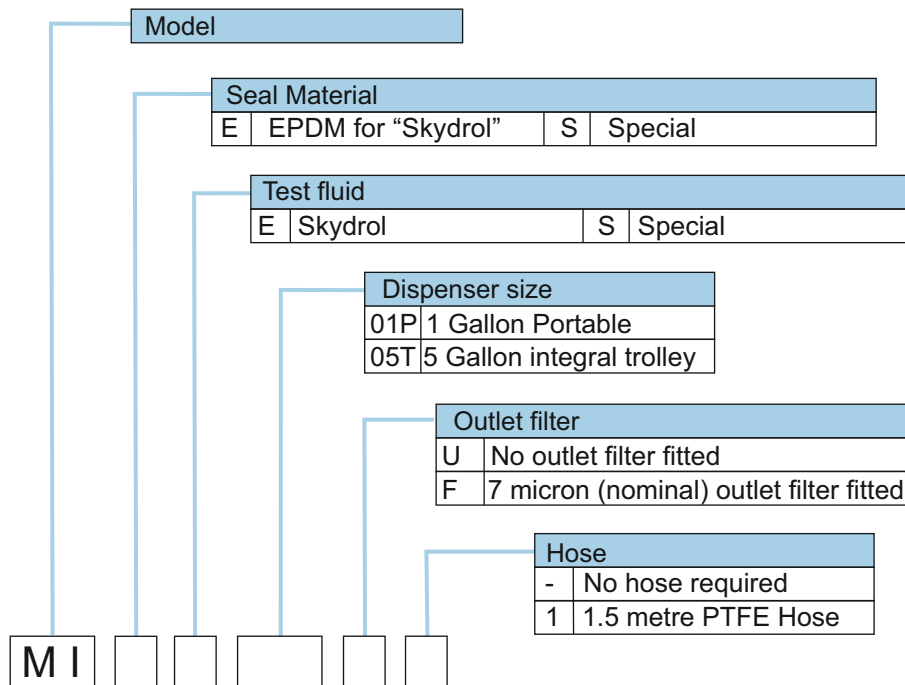 Model
Seal Material
E EPDM for “Skydrol” S Special
Test fluid
E Skydrol S Special
Dispenser size
01P 1 Gallon Portable
05T 5 Gallon integral trolley
Outlet filter
U No outlet filter fitted
F 7 micron (nominal) outlet filter fitted
Hose
- No hose required
1 1.5 metre PTFE Hose
M I